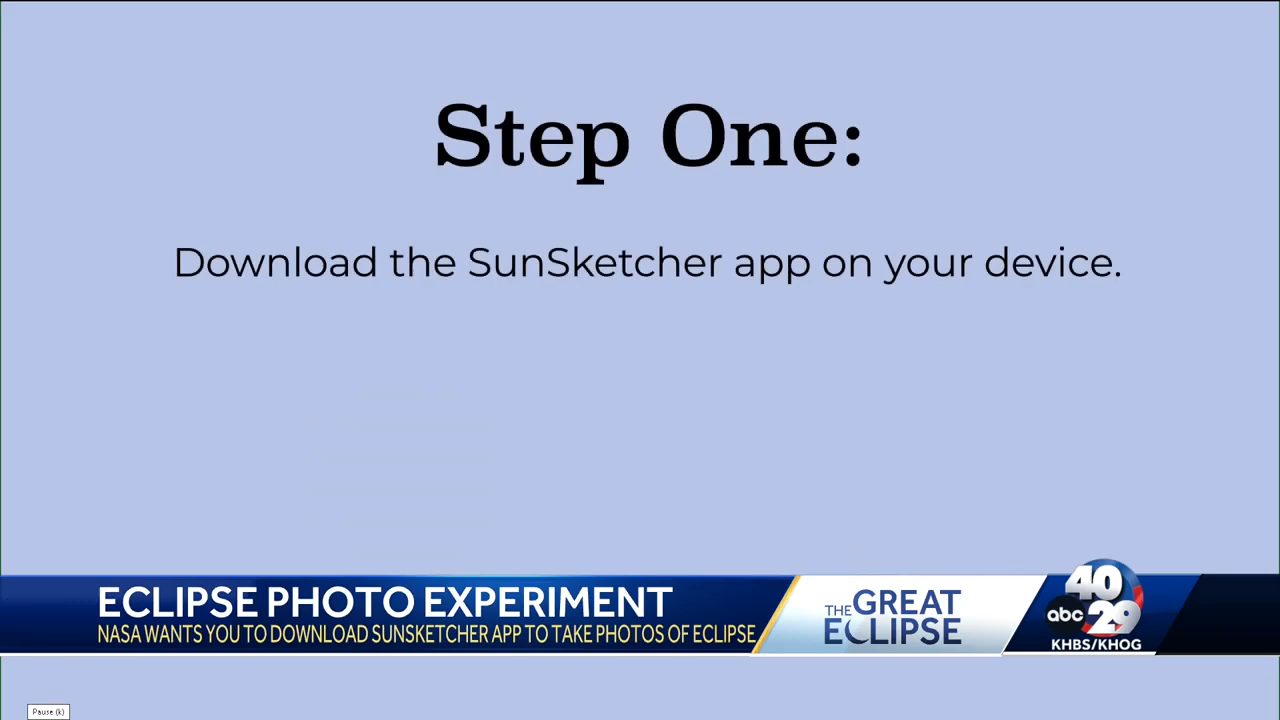 Step One:
Download the SunSketcher app on your device.
ECLIPSE PHOTO EXPERIMENT
NASA WANTS YOU TO DOWNLOAD SUNSKETCHER APP TO TAKE PHOTOS OF ECLIPSE
THE GREAT
ECLIPSE
40
abc 29
KHBS/KHOG
Pause (k)